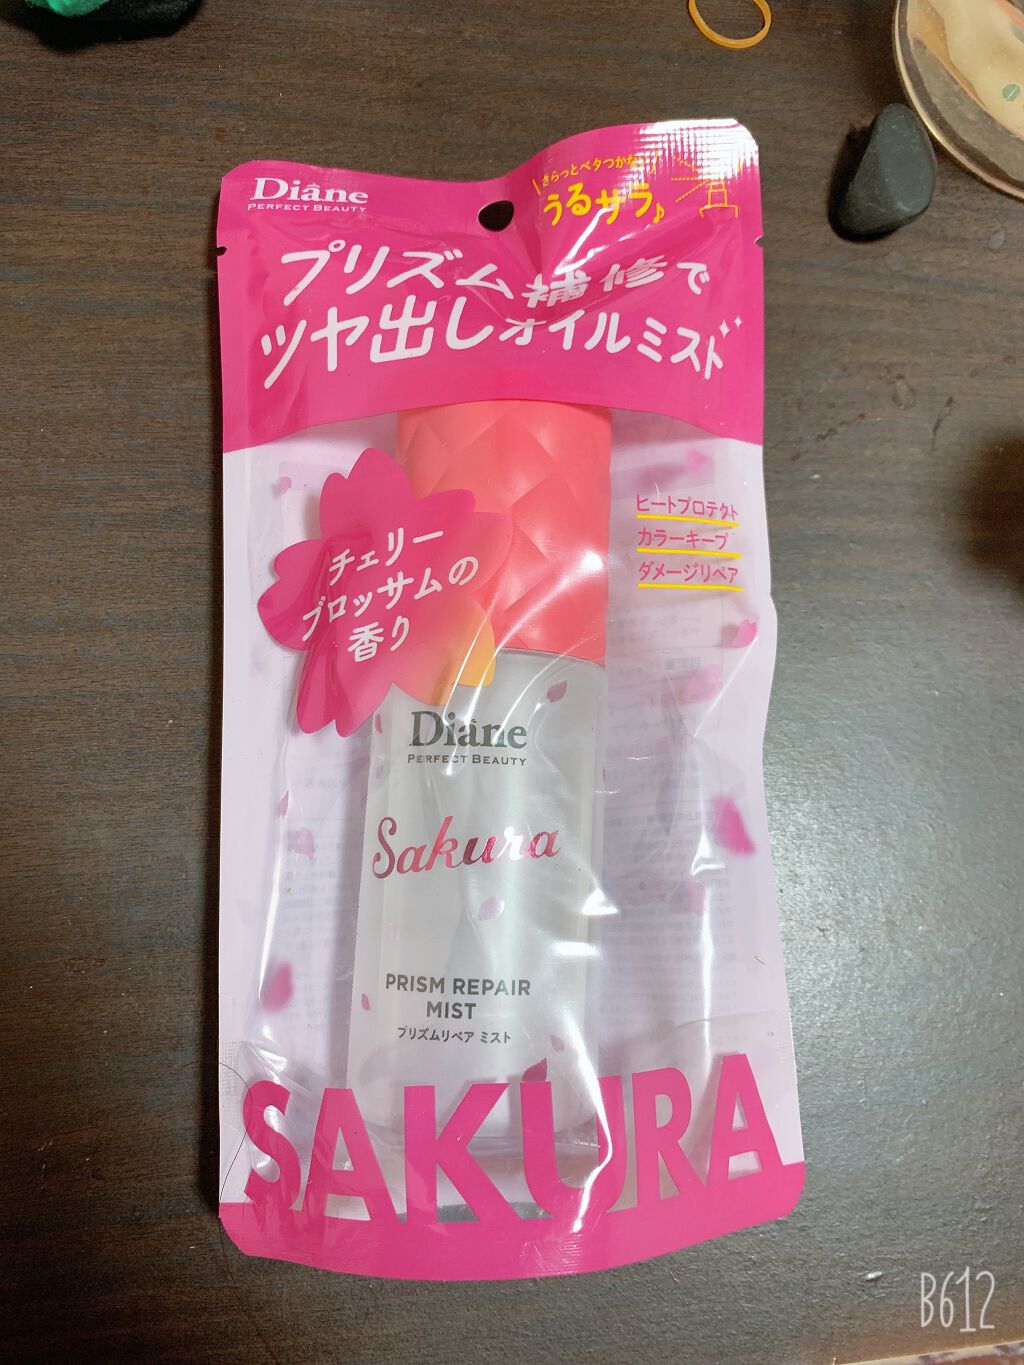 Diane
PERFECT BEAUTY
さらっとベタつかない
うるサラ♪
プリズム補修で
ツヤ出しオイルミスト
チェリー
ブロッサムの
香り
ヒートプロテクト
カラーキープ
ダメージリペア
Diane
PERFECT BEAUTY
Sakura
PRISM REPAIR
MIST
プリズムリペア ミスト
SAKURA
B612